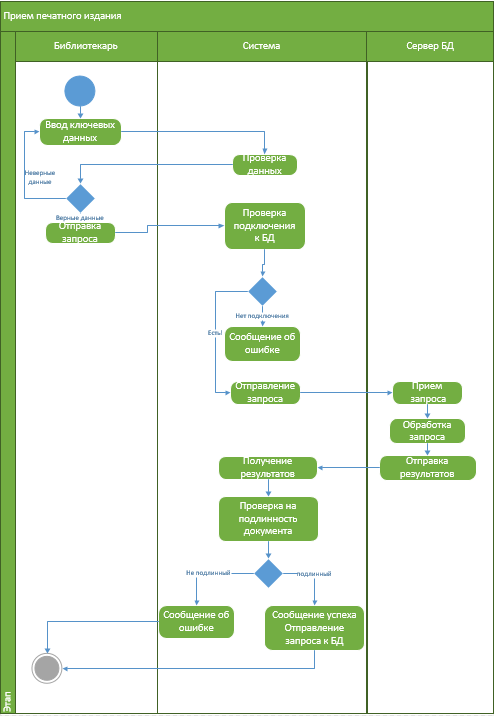 Прием печатного издания
Библиотекарь
Система
Сервер БД
Ввод ключевых
данных
Проверка
данных
Неверные
данные
Верные данные
Отправка
запроса
Проверка
подключения
к БД
Нет подключения
Есть!
Сообщение об
ошибке
Отправление
запроса
Прием
запроса
Обработка
запроса
Отправка
результатов
Получение
результатов
Проверка на
подлинность
документа
Не подлинный
подлинный
Сообщение об
ошибке
Сообщение успеха
Отправление
запроса к БД
Этап